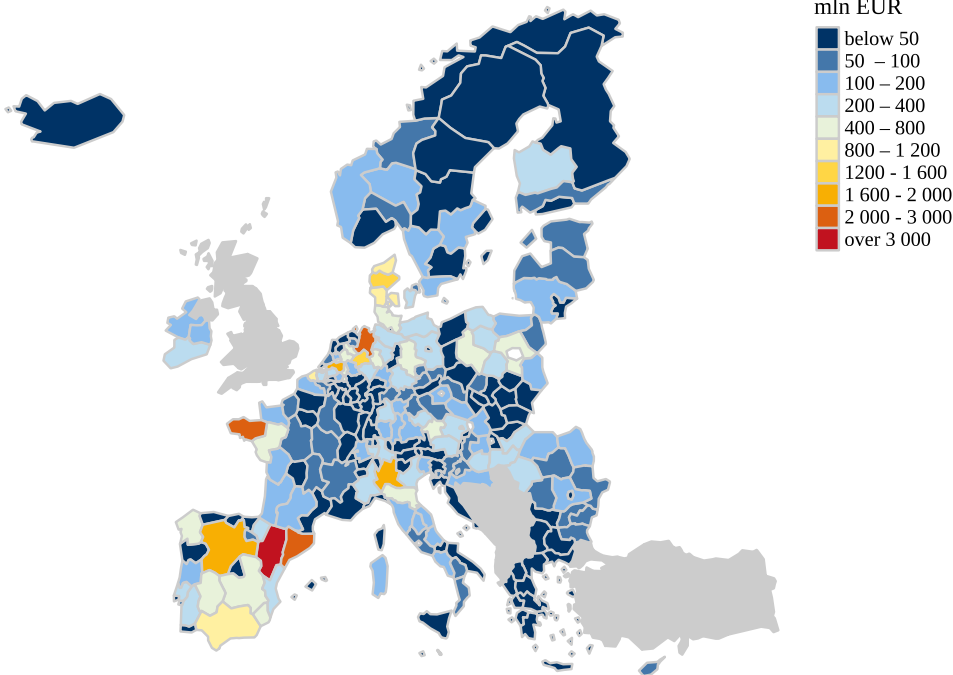 mln EUR
below 50
50 – 100
100 – 200
200 – 400
400 – 800
800 – 1 200
1200 - 1 600
1 600 - 2 000
2 000 - 3 000
over 3 000